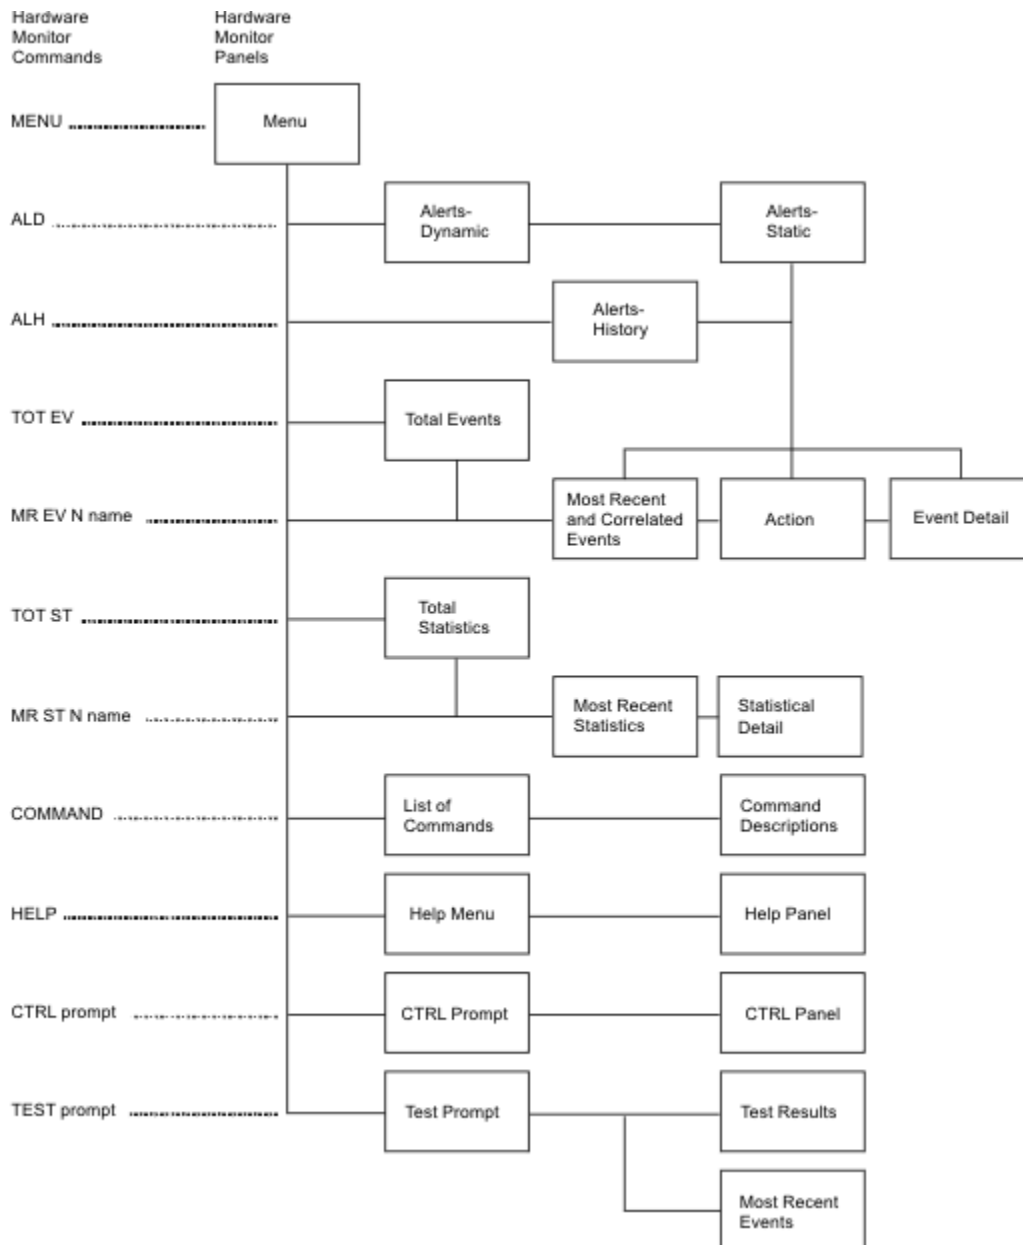 Hardware
Monitor
Commands
Hardware
Monitor
Panels
MENU
Menu
ALD
Alerts-
Dynamic
Alerts-
Static
ALH
Alerts-
History
TOT EV
Total Events
MR EV N name
Most Recent
and Correlated
Events
Action
Event Detail
TOT ST
Total
Statistics
MR ST N name
Most Recent
Statistics
Statistical
Detail
COMMAND
List of
Commands
Command
Descriptions
HELP
Help Menu
Help Panel
CTRL prompt
CTRL Prompt
CTRL Panel
TEST prompt
Test Prompt
Test Results
Most Recent
Events